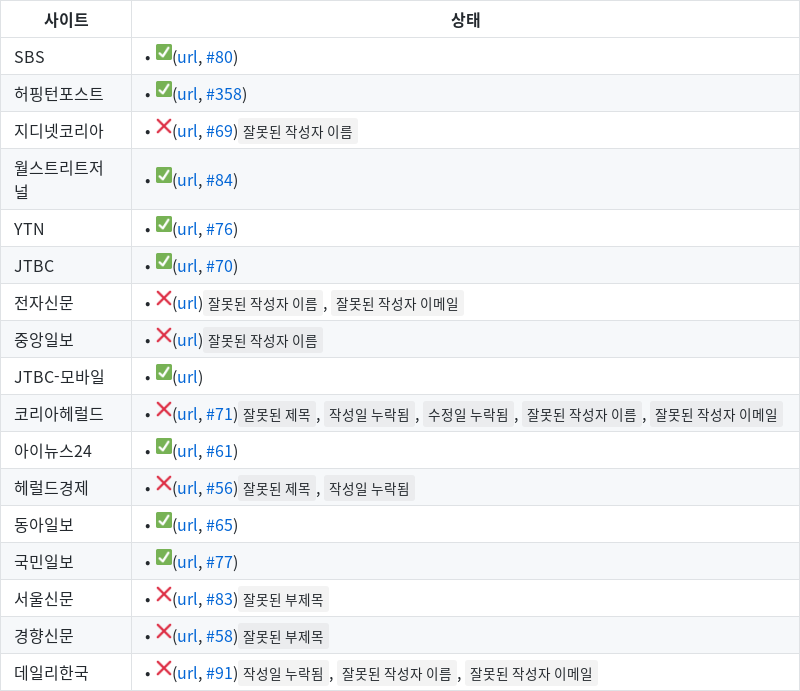 사이트 상태
SBS • ✅(url, #80)
허핑턴포스트 • ✅(url, #358)
지디넷코리아 • ❌(url, #69) 잘못된 작성자 이름
월스트리트저
널 • ✅(url, #84)
YTN • ✅(url, #76)
JTBC • ✅(url, #70)
전자신문 • ❌(url) 잘못된 작성자 이름 , 잘못된 작성자 이메일
중앙일보 • ❌(url) 잘못된 작성자 이름
JTBC-모바일 • ✅(url)
코리아헤럴드 • ❌(url, #71) 잘못된 제목 , 작성일 누락됨 , 수정일 누락됨 , 잘못된 작성자 이름 , 잘못된 작성자 이메일
아이뉴스24 • ✅(url, #61)
헤럴드경제 • ❌(url, #56) 잘못된 제목 , 작성일 누락됨
동아일보 • ✅(url, #65)
국민일보 • ✅(url, #77)
서울신문 • ❌(url, #83) 잘못된 부제목
경향신문 • ❌(url, #58) 잘못된 부제목
데일리한국 • ❌(url, #91) 작성일 누락됨 , 잘못된 작성자 이름 , 잘못된 작성자 이메일